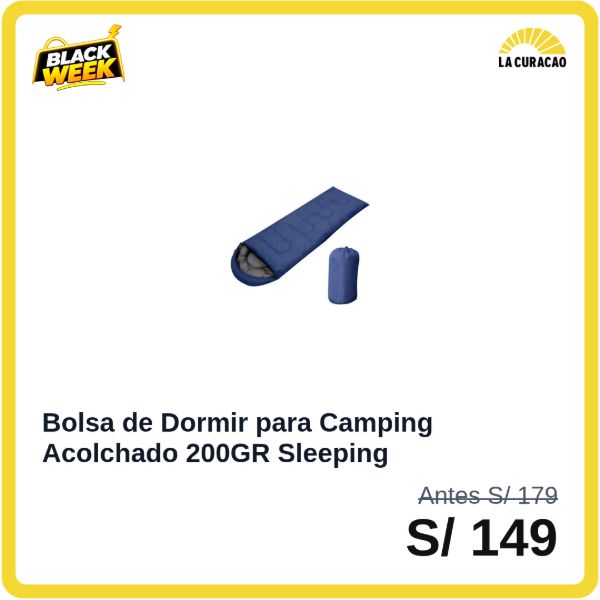 BLACK
WEEK
LA CURACAO
Bolsa de Dormir para Camping
Acolchado 200GR Sleeping
Antes S/ 179
S/ 149